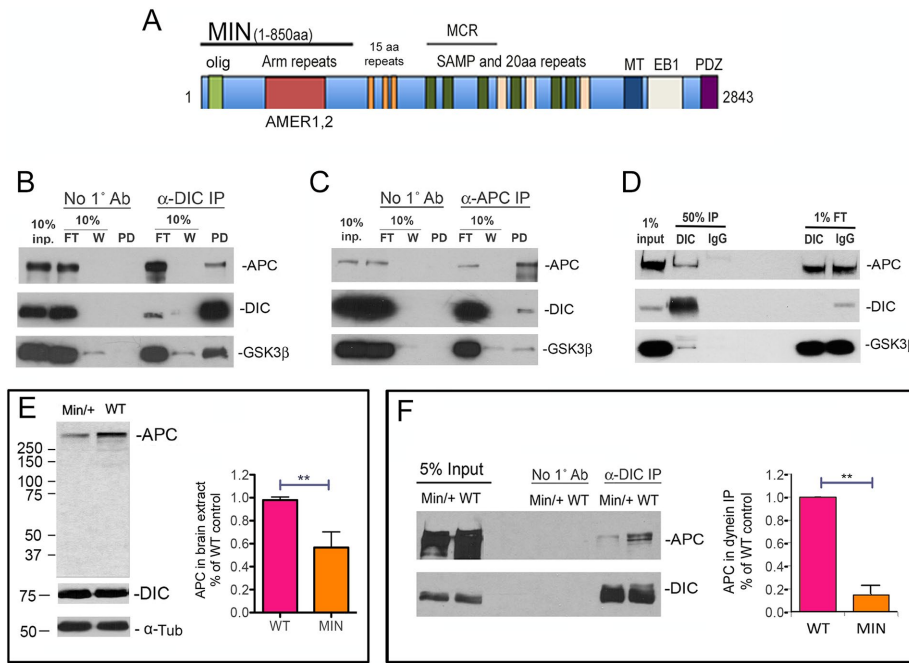 A
MIN(1-850aa)
MCR
15 aa
repeats
olig
Arm repeats
SAMP and 20aa repeats
MT
EB1
PDZ
1
2843
AMER1,2
B
No 1° Ab
α-DIC IP
10%
inp.
10%
FT
W
PD
10%
FT
W
PD
-APC
-DIC
-GSK3β
C
No 1° Ab
α-APC IP
10%
inp.
10%
FT
W
PD
10%
FT
W
PD
-APC
-DIC
-GSK3β
D
1%
input
50% IP
DIC
IgG
1% FT
DIC
IgG
-APC
-DIC
-GSK3β
E
Min/+ WT
-APC
250
150
100
75
50
37
75
-DIC
50
- α-Tub
APC in brain extract
% of WT control
1.2
1.0
0.8
0.6
0.4
0.2
0.0
**
WT
MIN
F
5% Input
No 1° Ab
α-DIC IP
Min/+ WT
Min/+ WT
Min/+ WT
-APC
-DIC
APC in dynein IP
% of WT control
1.2
1.0
0.8
0.6
0.4
0.2
0.0
**
WT
MIN